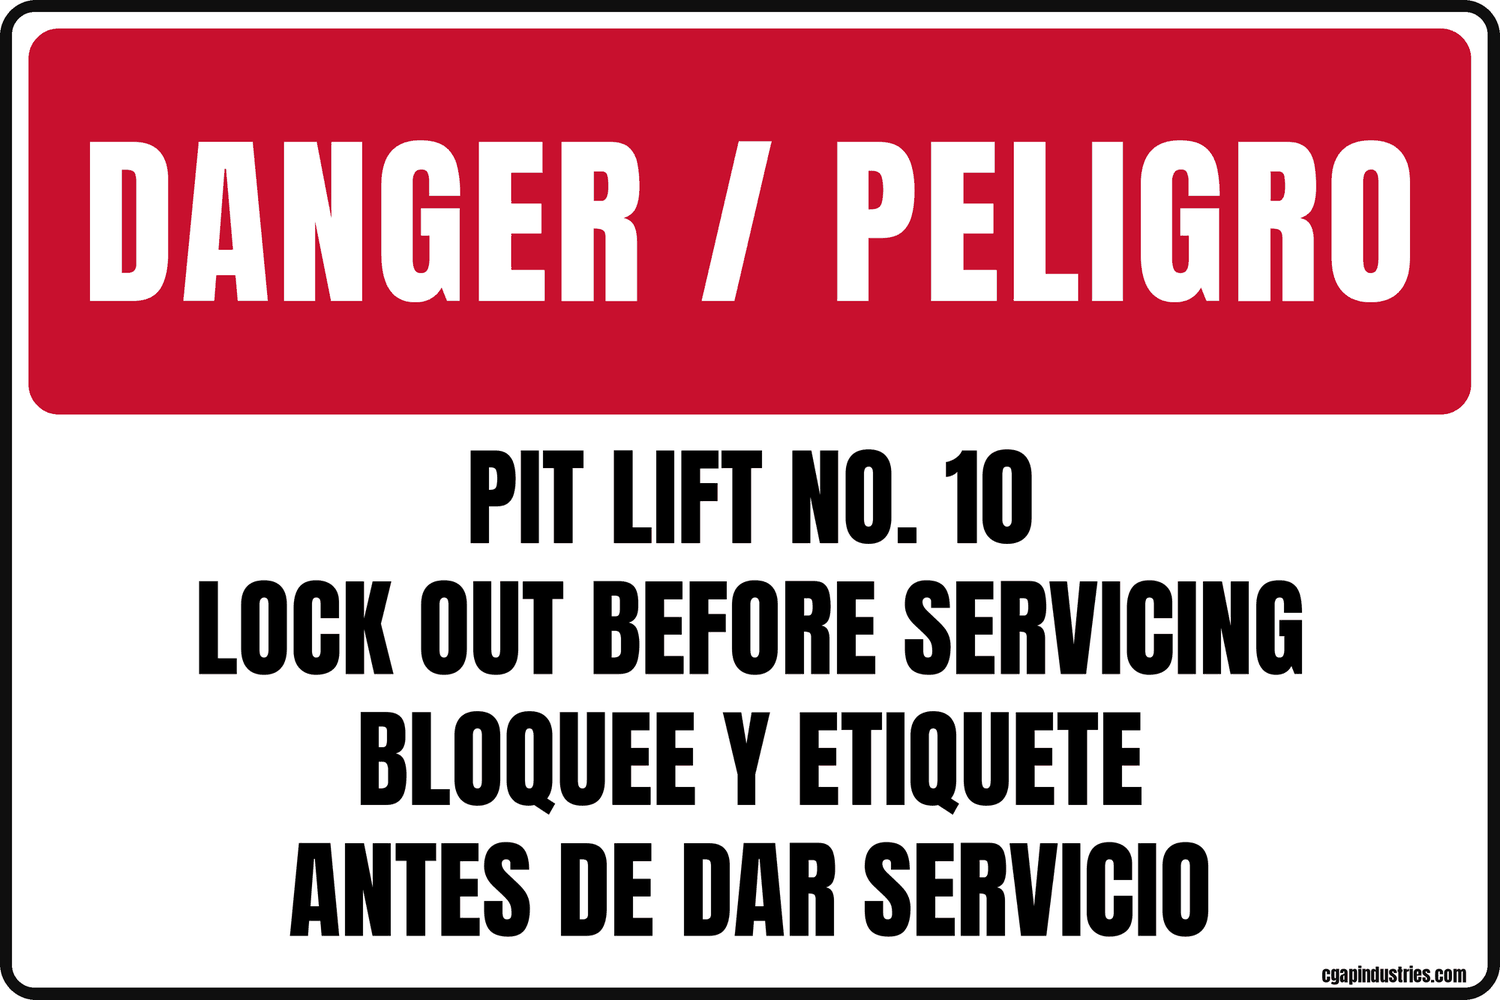 DANGER / PELIGRO
PIT LIFT NO. 10
LOCK OUT BEFORE SERVICING
BLOQUEE Y ETIQUETE
ANTES DE DAR SERVICIO
cgapindustries.com